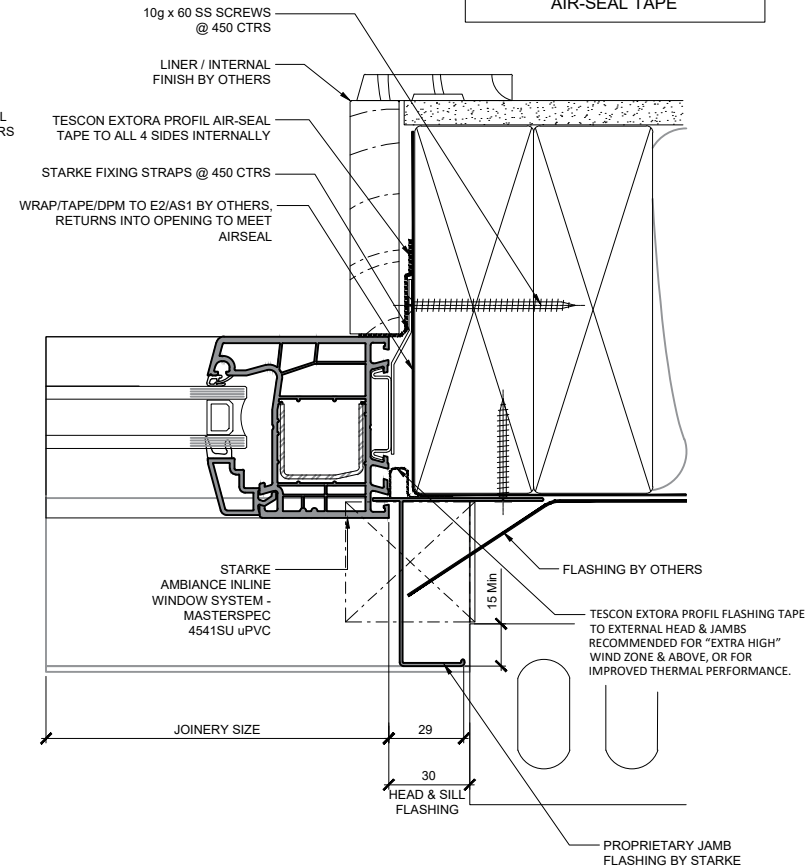 AIR-SEAL TAPE
10g x 60 SS SCREWS
@ 450 CTRS
LINER / INTERNAL
FINISH BY OTHERS
L
RS
TESCON EXTORA PROFIL AIR-SEAL
TAPE TO ALL 4 SIDES INTERNALLY
STARKE FIXING STRAPS @ 450 CTRS
WRAP/TAPE/DPM TO E2/AS1 BY OTHERS,
RETURNS INTO OPENING TO MEET
AIRSEAL
STARKE
AMBIANCE INLINE
WINDOW SYSTEM -
MASTERSPEC
4541SU uPVC
FLASHING BY OTHERS
15 Min
TESCON EXTORA PROFIL FLASHING TAPE
TO EXTERNAL HEAD & JAMBS
RECOMMENDED FOR “EXTRA HIGH”
WIND ZONE & ABOVE, OR FOR
IMPROVED THERMAL PERFORMANCE.
JOINERY SIZE
29
30
HEAD & SILL
FLASHING
PROPRIETARY JAMB
FLASHING BY STARKE